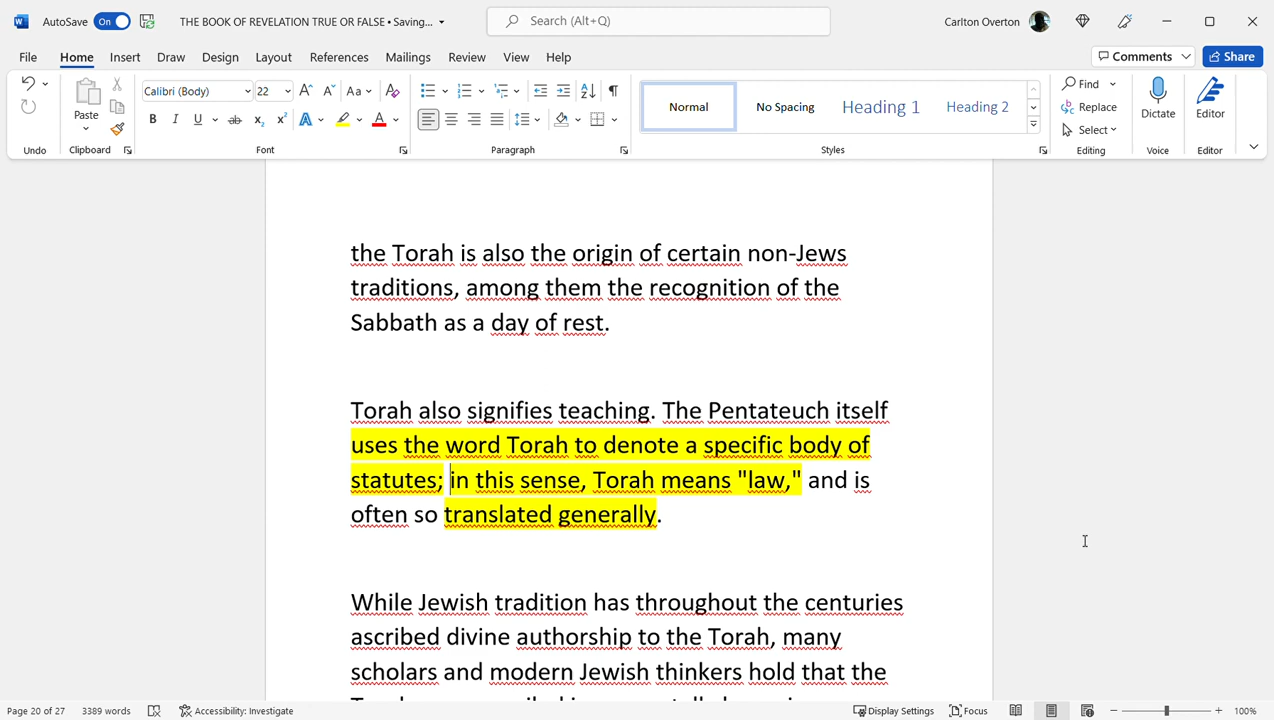 AutoSave On THE BOOK OF REVELATION TRUE OR FALSE • Saving... Search (Alt+Q) Carlton Overton
File Home Insert Draw Design Layout References Mailings Review View Help Comments Share
Paste Calibri (Body) 22 Normal No Spacing Heading 1 Heading 2 Find Replace Select Dictate Editor
Undo Clipboard Font Paragraph Styles Editing Voice Editor
the Torah is also the origin of certain non-Jews
traditions, among them the recognition of the
Sabbath as a day of rest.
Torah also signifies teaching. The Pentateuch itself
uses the word Torah to denote a specific body of
statutes; in this sense, Torah means "law," and is
often so translated generally.
While Jewish tradition has throughout the centuries
ascribed divine authorship to the Torah, many
scholars and modern Jewish thinkers hold that the
Page 20 of 27 3389 words Accessibility: Investigate Display Settings Focus 100%